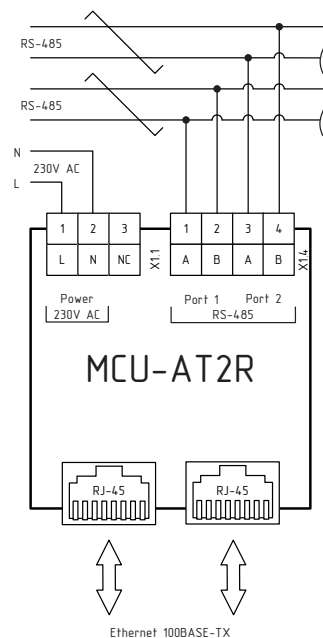 RS-485
RS-485
N
230V AC
L
1 2 3 1 2 3 4
L N NC X1.1 A B A B X1.4
Power Port 1 Port 2
230V AC RS-485
MCU-AT2R
RJ-45 RJ-45
Ethernet 100BASE-TX